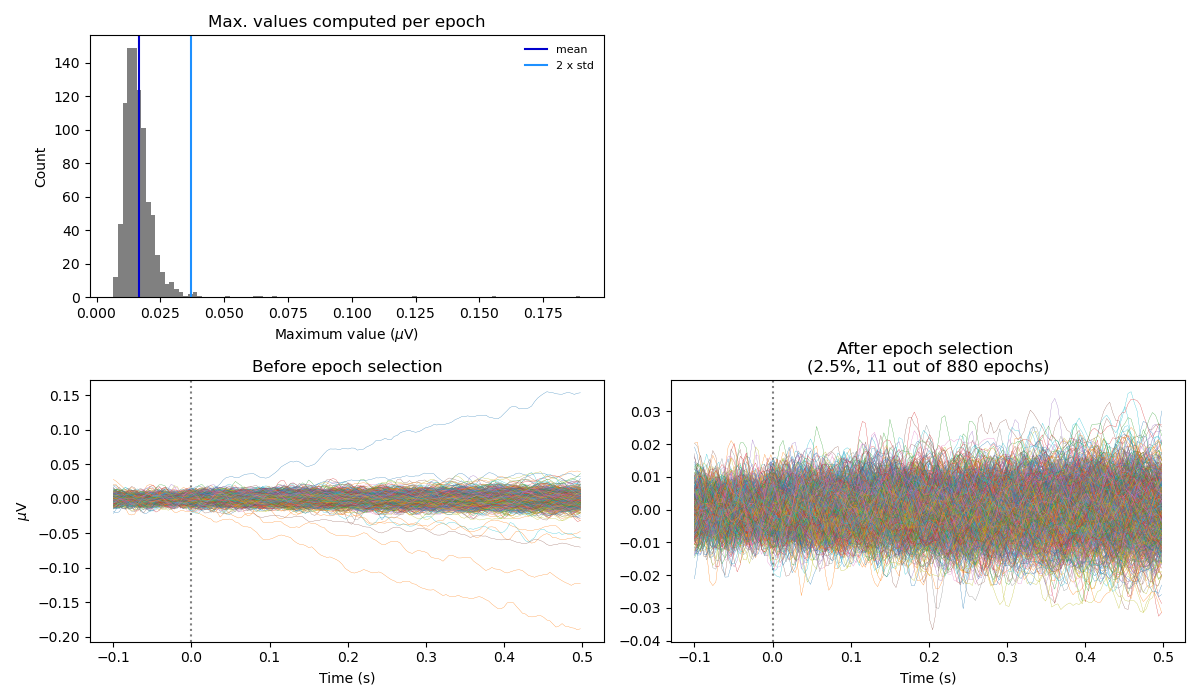 Max. values computed per epoch
mean
2 x std
140
120
100
80
60
40
20
0
Count
0.000 0.025 0.050 0.075 0.100 0.125 0.150 0.175
Maximum value (μV)
Before epoch selection
0.15
0.10
0.05
0.00
−0.05
−0.10
−0.15
−0.20
μV
−0.1 0.0 0.1 0.2 0.3 0.4 0.5
Time (s)
After epoch selection
(2.5%, 11 out of 880 epochs)
0.03
0.02
0.01
0.00
−0.01
−0.02
−0.03
−0.04
−0.1 0.0 0.1 0.2 0.3 0.4 0.5
Time (s)